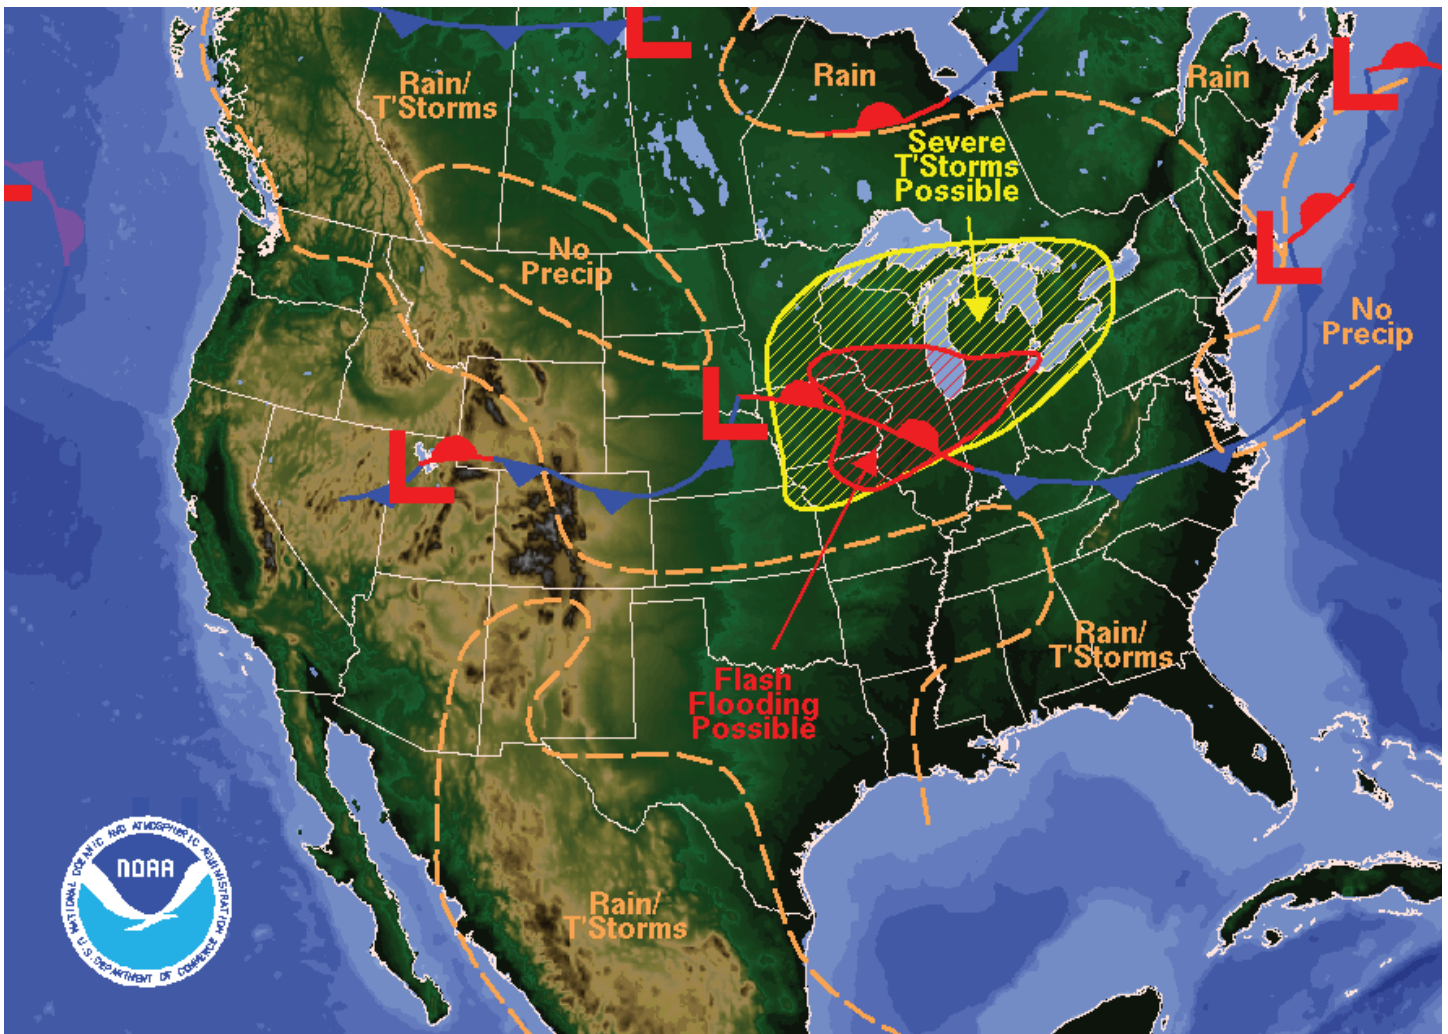 Rain/
T'Storms
Rain
Rain
Severe
T'Storms
Possible
No
Precip
No
Precip
L
L
L
L
L
Rain/
T'Storms
Flash
Flooding
Possible
Rain/
T'Storms
NATIONAL OCEANIC AND ATMOSPHERIC ADMINISTRATION
NOAA
U.S. DEPARTMENT OF COMMERCE